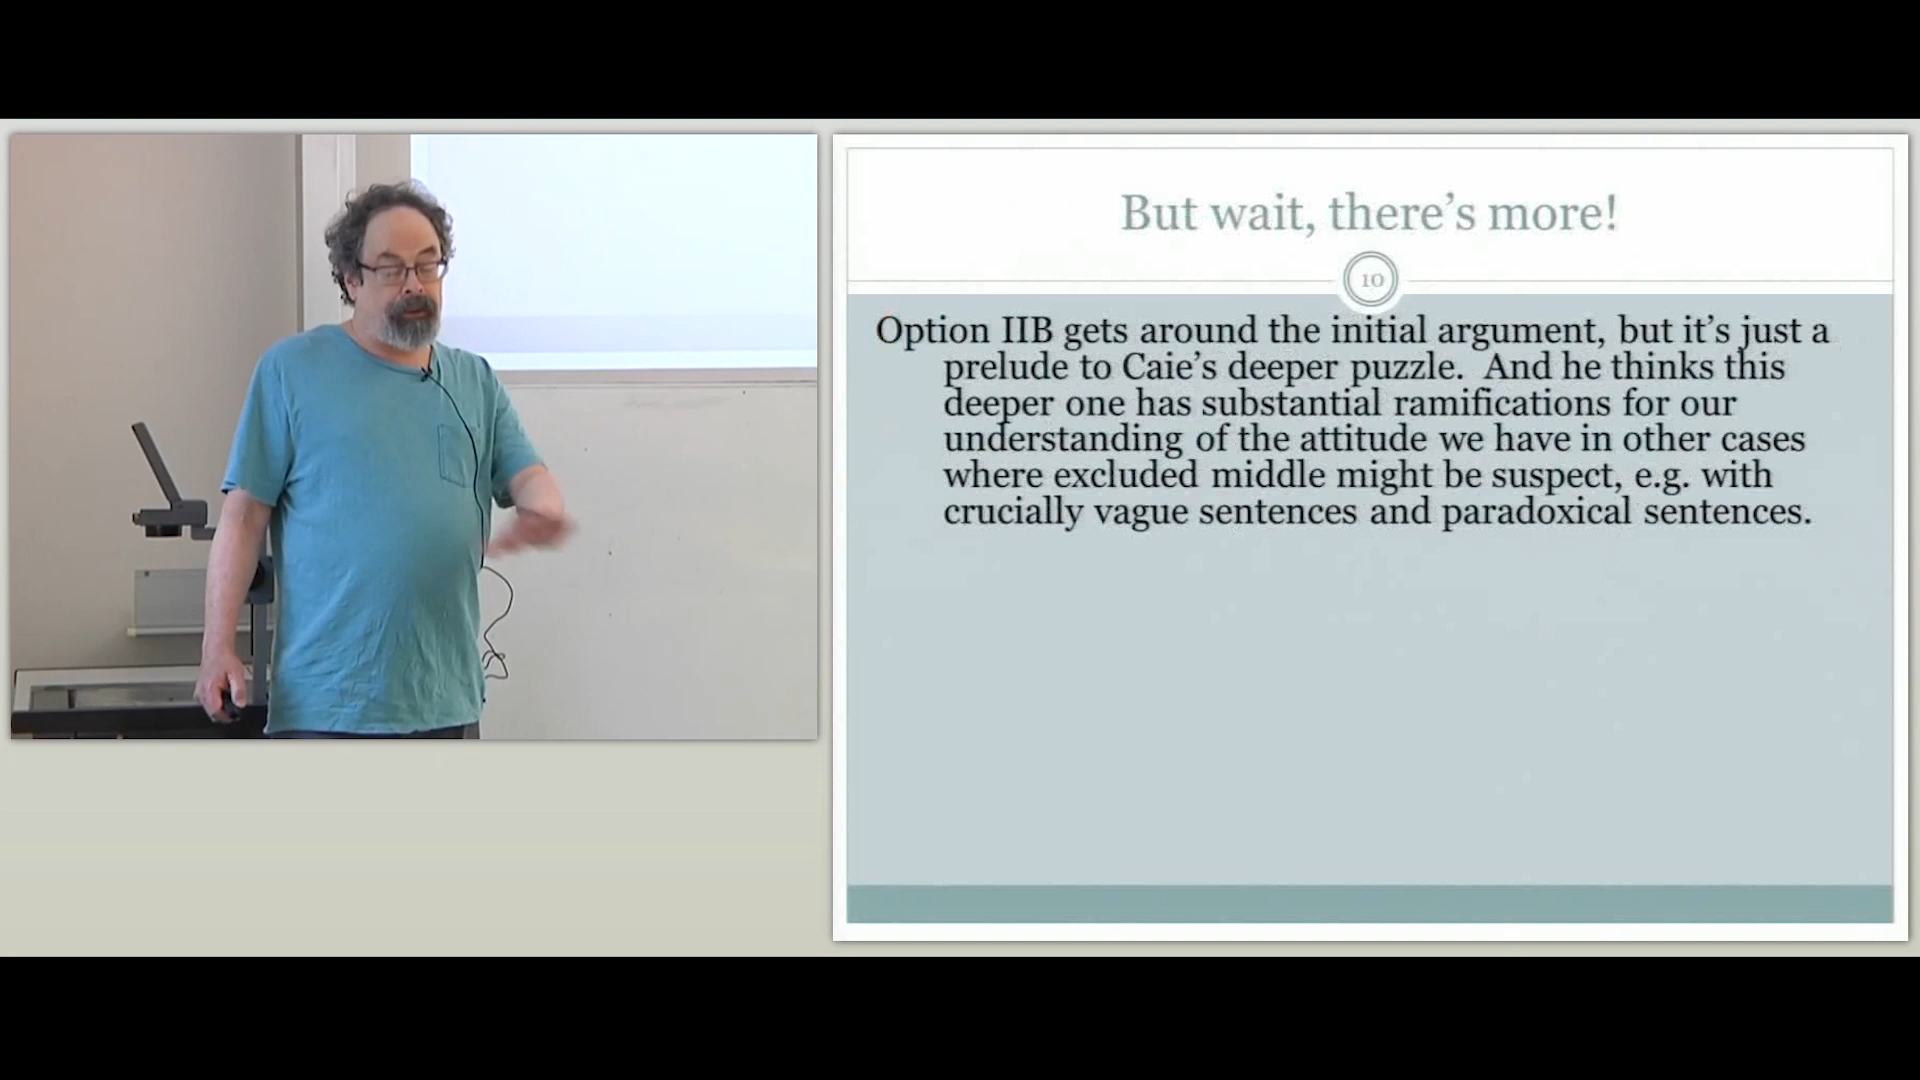 But wait, there's more!
10
Option IIB gets around the initial argument, but it's just a
prelude to Caie's deeper puzzle. And he thinks this
deeper one has substantial ramifications for our
understanding of the attitude we have in other cases
where excluded middle might be suspect, e.g. with
crucially vague sentences and paradoxical sentences.